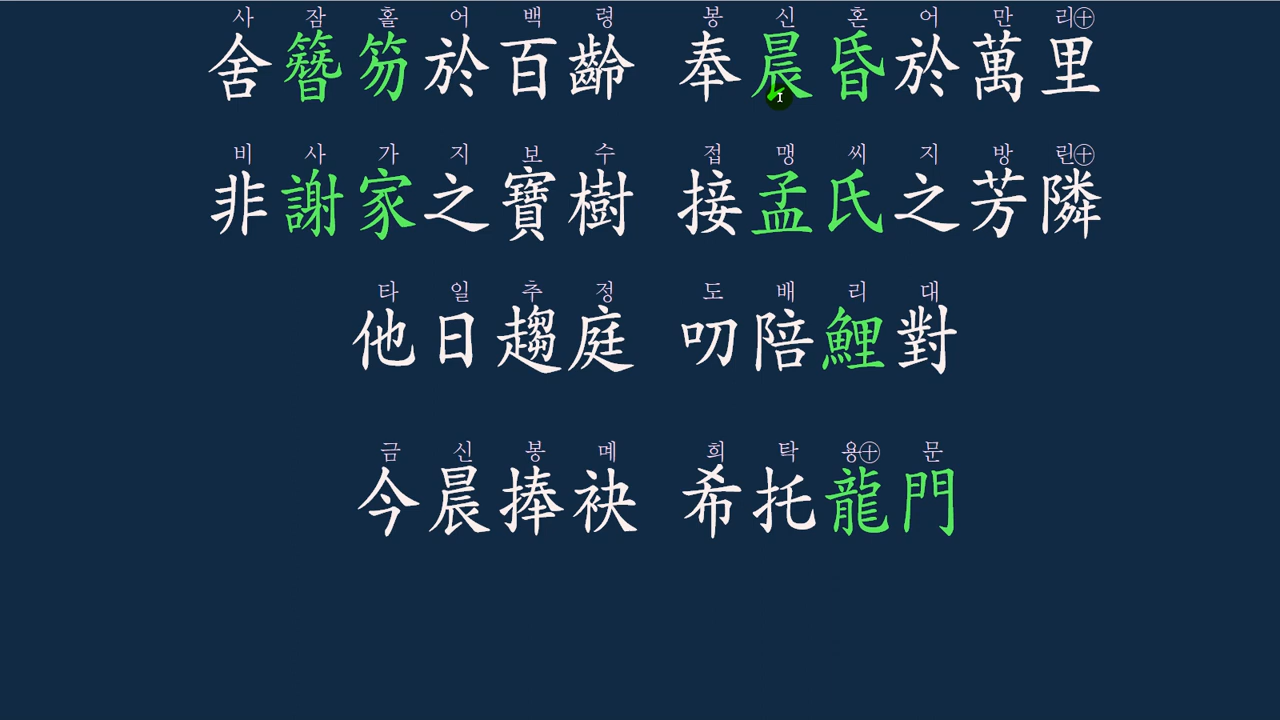 사 잠 홀 어 백 령 봉 신 혼 어 만 리㊉
舍簪笏於百齡 奉晨昏於萬里
비 사 가 지 보 수 접 맹 씨 지 방 린㊉
非謝家之寶樹 接孟氏之芳隣
타 일 추 정 도 배 리 대
他日趨庭 叨陪鯉對
금 신 봉 몌 희 탁 용㊉ 문
今晨捧袂 希托龍門